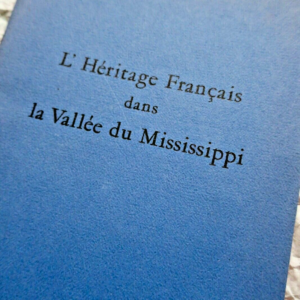 L' Héritage Français
dans
la Vallée du Mississippi